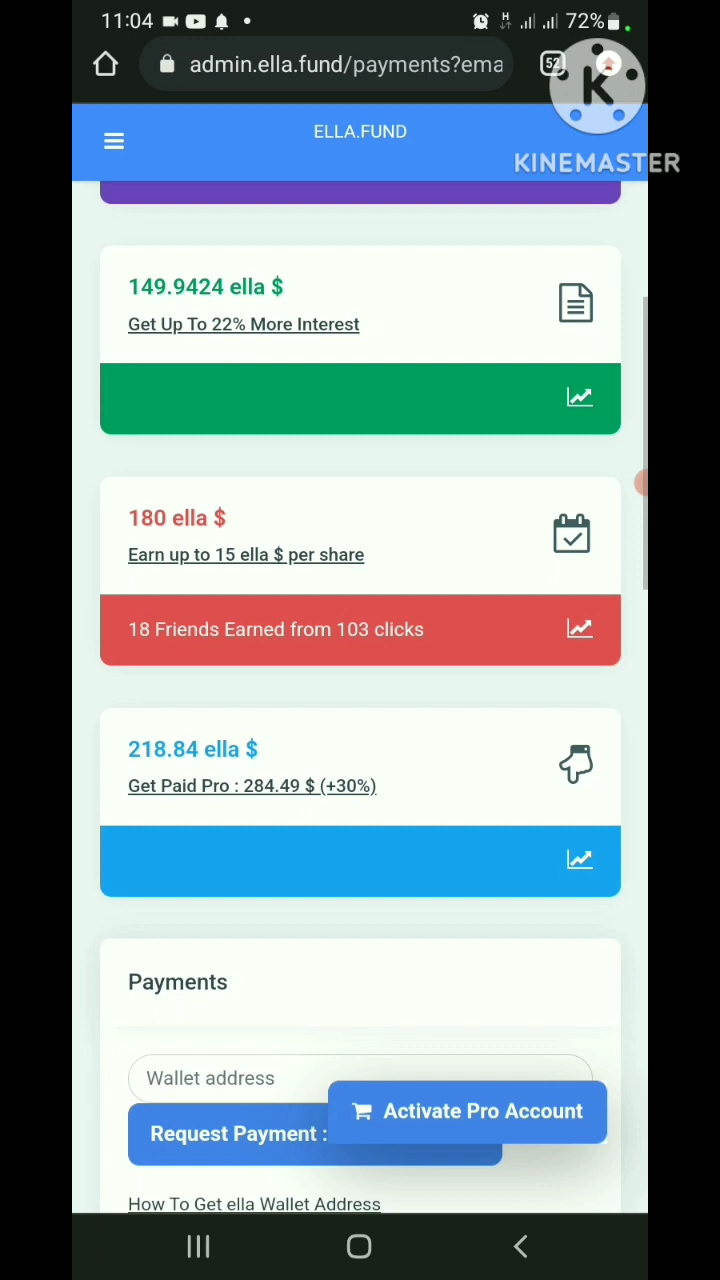 11:04
H
72%
admin.ella.fund/payments?ema
52
K
KINEMASTER
ELLA.FUND
149.9424 ella $
Get Up To 22% More Interest
180 ella $
Earn up to 15 ella $ per share
18 Friends Earned from 103 clicks
218.84 ella $
Get Paid Pro : 284.49 $ (+30%)
Payments
Wallet address
Activate Pro Account
Request Payment :
How To Get ella Wallet Address